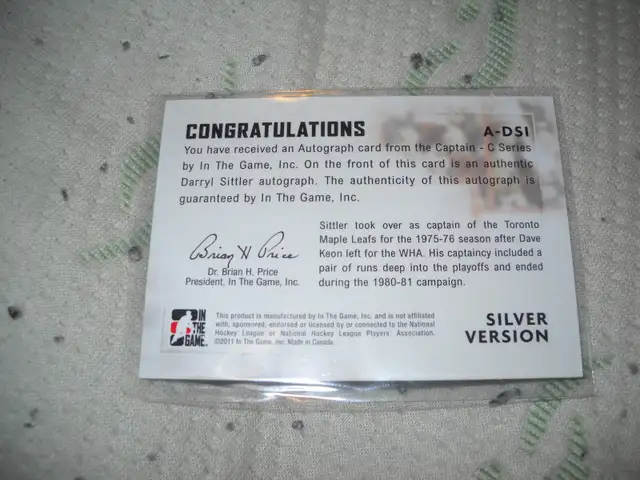 CONGRATULATIONS
A-DSI
You have received an Autograph card from the Captain - C Series
by In The Game, Inc. On the front of this card is an authentic
Darryl Sittler autograph. The authenticity of this autograph is
guaranteed by In The Game, Inc.
Brian H Price
Dr. Brian H. Price
President, In The Game, Inc.
Sittler took over as captain of the Toronto
Maple Leafs for the 1975-76 season after Dave
Keon left for the WHA. His captaincy included a
pair of runs deep into the playoffs and ended
during the 1980-81 campaign.
IN
THE
GAME
This product is manufactured by In The Game, Inc. and is not affiliated
with, sponsored, endorsed or licensed by or connected to the National
Hockey League or National Hockey League Players' Association.
©2011 In The Game, Inc. Made in Canada.
SILVER
VERSION